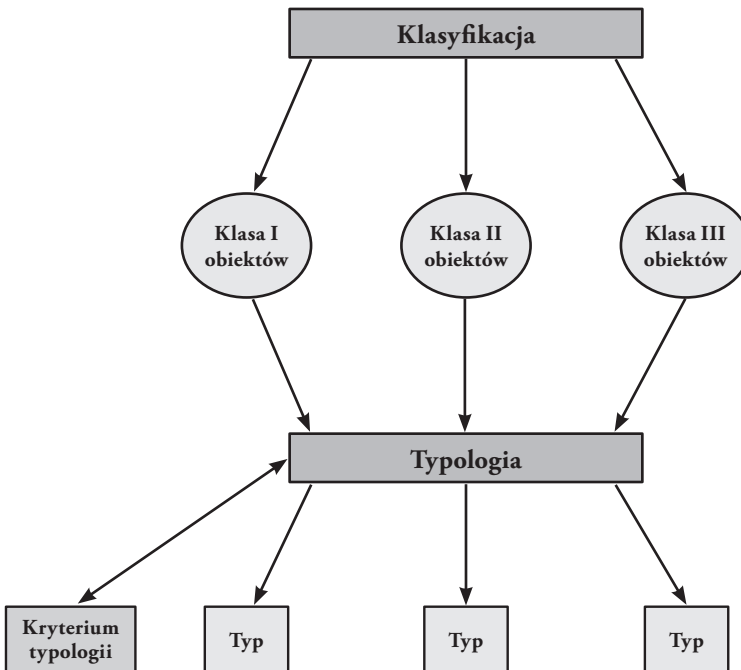 Klasyfikacja
Klasa I
obiektów
Klasa II
obiektów
Klasa III
obiektów
Typologia
Kryterium
typologii
Typ
Typ
Typ